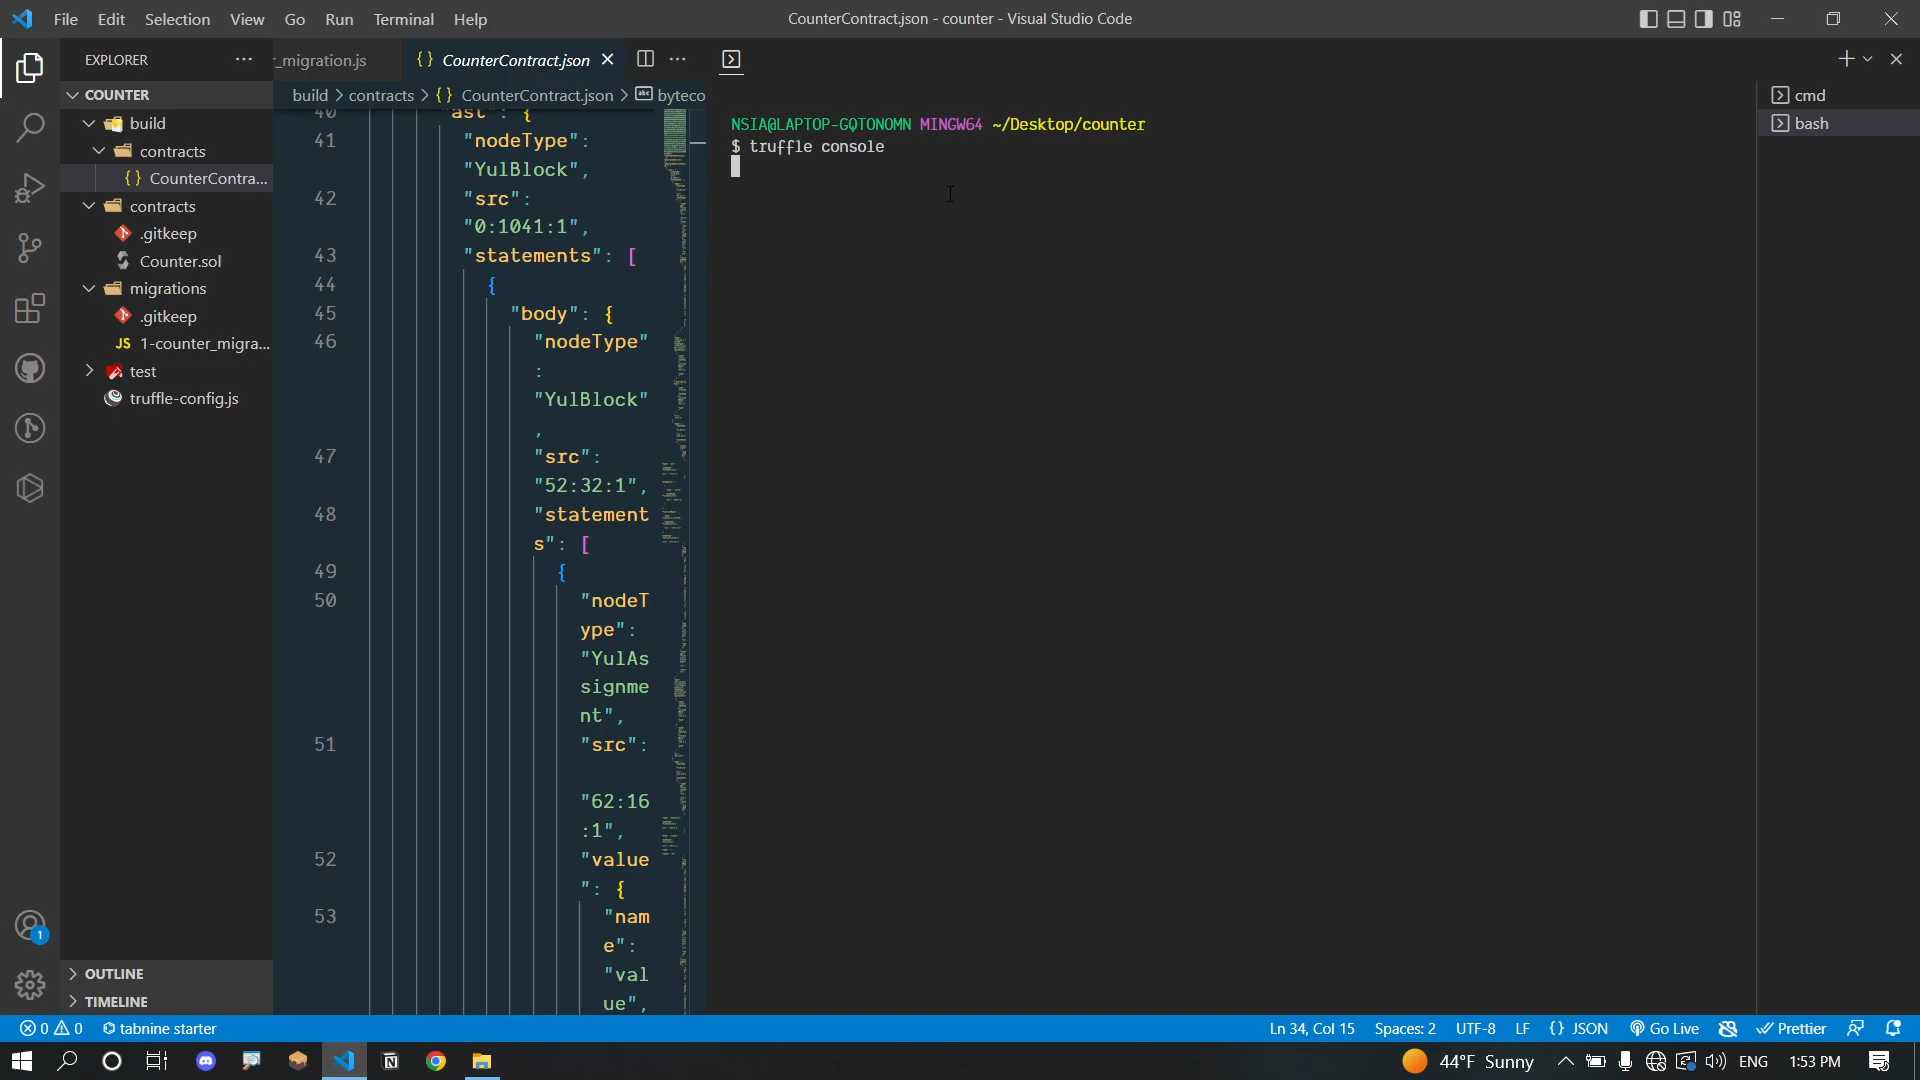 File Edit Selection View Go Run Terminal Help
CounterContract.json - counter - Visual Studio Code
EXPLORER
COUNTER
build
contracts
CounterContra...
contracts
.gitkeep
Counter.sol
migrations
.gitkeep
JS 1-counter_migra...
test
truffle-config.js
OUTLINE
TIMELINE
r_migration.js
{} CounterContract.json
build > contracts > {} CounterContract.json > byteco
40 "ast": {
41 "nodeType":
"YulBlock",
42 "src":
"0:1041:1",
43 "statements": [
44 {
45 "body": {
46 "nodeType"
:
"YulBlock"
,
47 "src":
"52:32:1",
48 "statement
s": [
49 {
50 "nodeT
ype":
"YulAs
signme
nt",
51 "src":
"62:16
:1",
52 "value
": {
53 "nam
e":
"val
ue",
NSIA@LAPTOP-GQTONOMN MINGW64 ~/Desktop/counter
$ truffle console
cmd
bash
0 0 tabnine starter
Ln 34, Col 15 Spaces: 2 UTF-8 LF {} JSON Go Live Prettier
1
44°F Sunny ENG 1:53 PM